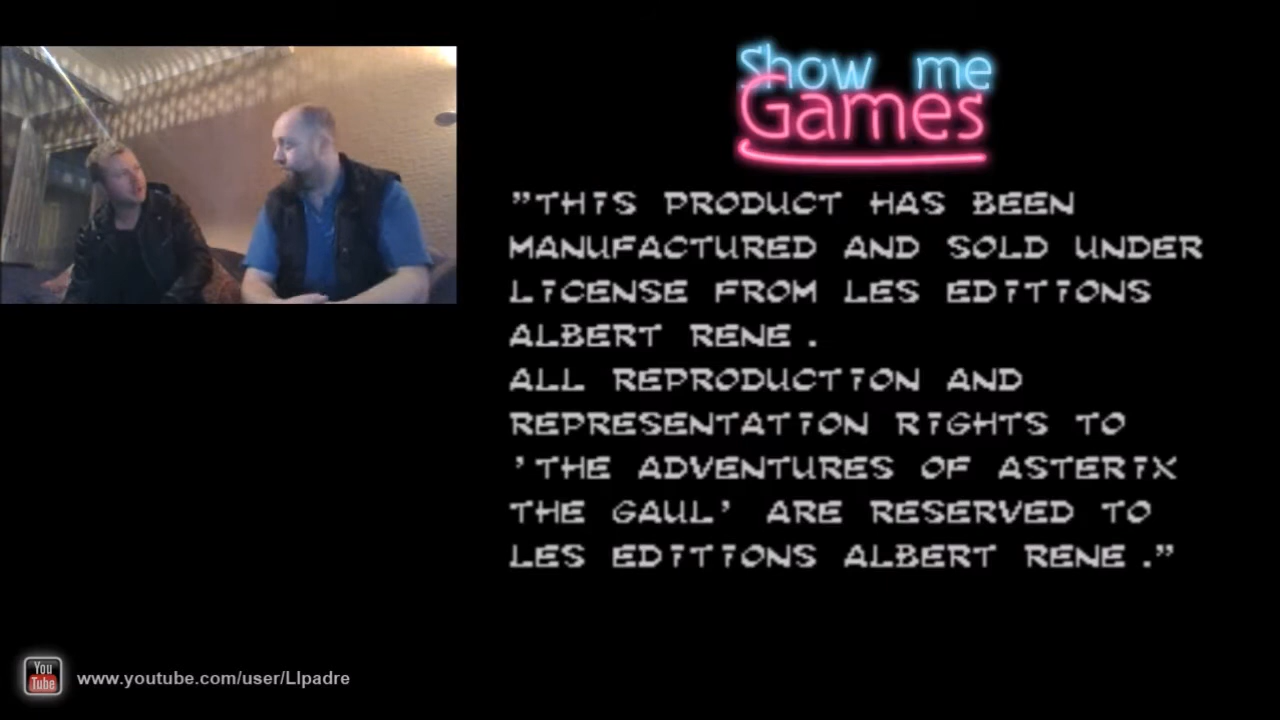 Show me
Games
"THIS PRODUCT HAS BEEN
MANUFACTURED AND SOLD UNDER
LICENSE FROM LES EDITIONS
ALBERT RENE .
ALL REPRODUCTION AND
REPRESENTATION RIGHTS TO
'THE ADVENTURES OF ASTERIX
THE GAUL' ARE RESERVED TO
LES EDITIONS ALBERT RENE ."
You
Tube
www.youtube.com/user/LIpadre